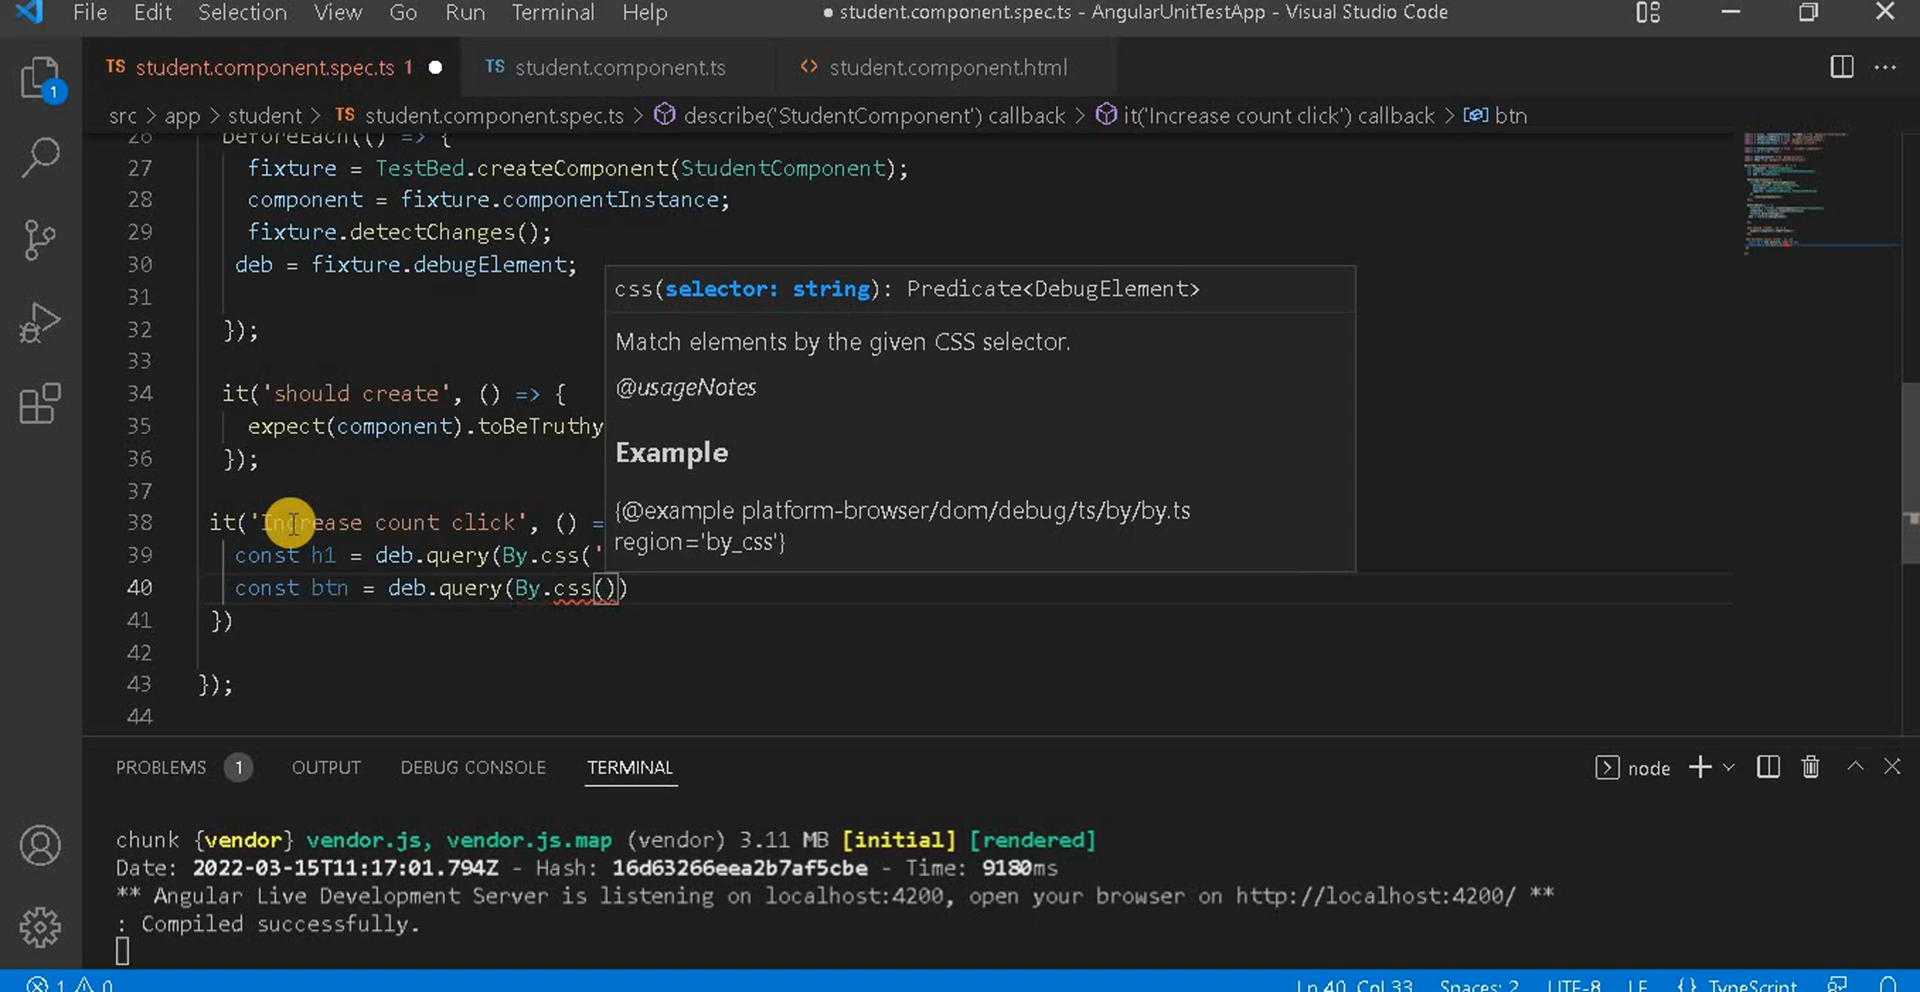 File Edit Selection View Go Run Terminal Help ● student.component.spec.ts - AngularUnitTestApp - Visual Studio Code
TS student.component.spec.ts 1 ● TS student.component.ts <> student.component.html
src > app > student > TS student.component.spec.ts > describe('StudentComponent') callback > it('Increase count click') callback > btn
1
26 beforeEach(() => {
27 fixture = TestBed.createComponent(StudentComponent);
28 component = fixture.componentInstance;
29 fixture.detectChanges();
30 deb = fixture.debugElement;
31
32 });
33
34 it('should create', () => {
35 expect(component).toBeTruthy
36 });
37
38 it('Increase count click', () =
39 const h1 = deb.query(By.css('
40 const btn = deb.query(By.css())
41 })
42
43 });
44
css(selector: string): Predicate<DebugElement>
Match elements by the given CSS selector.
@usageNotes
Example
{@example platform-browser/dom/debug/ts/by/by.ts
region='by_css'}
PROBLEMS 1 OUTPUT DEBUG CONSOLE TERMINAL node
chunk {vendor} vendor.js, vendor.js.map (vendor) 3.11 MB [initial] [rendered]
Date: 2022-03-15T11:17:01.794Z - Hash: 16d63266eea2b7af5cbe - Time: 9180ms
** Angular Live Development Server is listening on localhost:4200, open your browser on http://localhost:4200/ **
: Compiled successfully.
1 0 Ln 40, Col 33 Spaces: 2 UTF-8 LF {} TypeScript